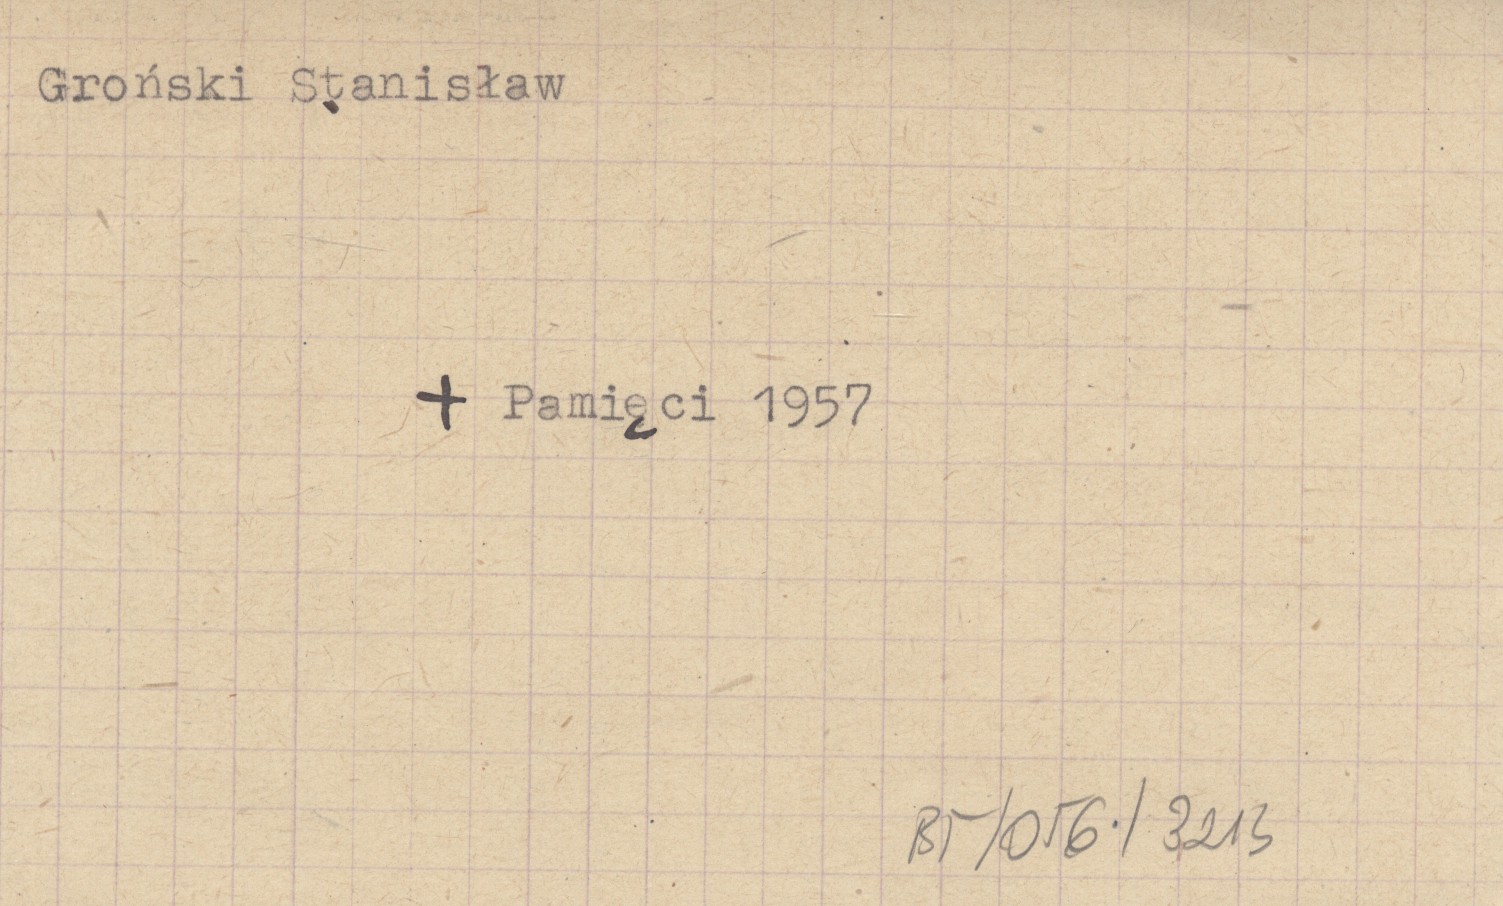 Groński Stanisław
+ Pamięci 1957
BT/056./3213